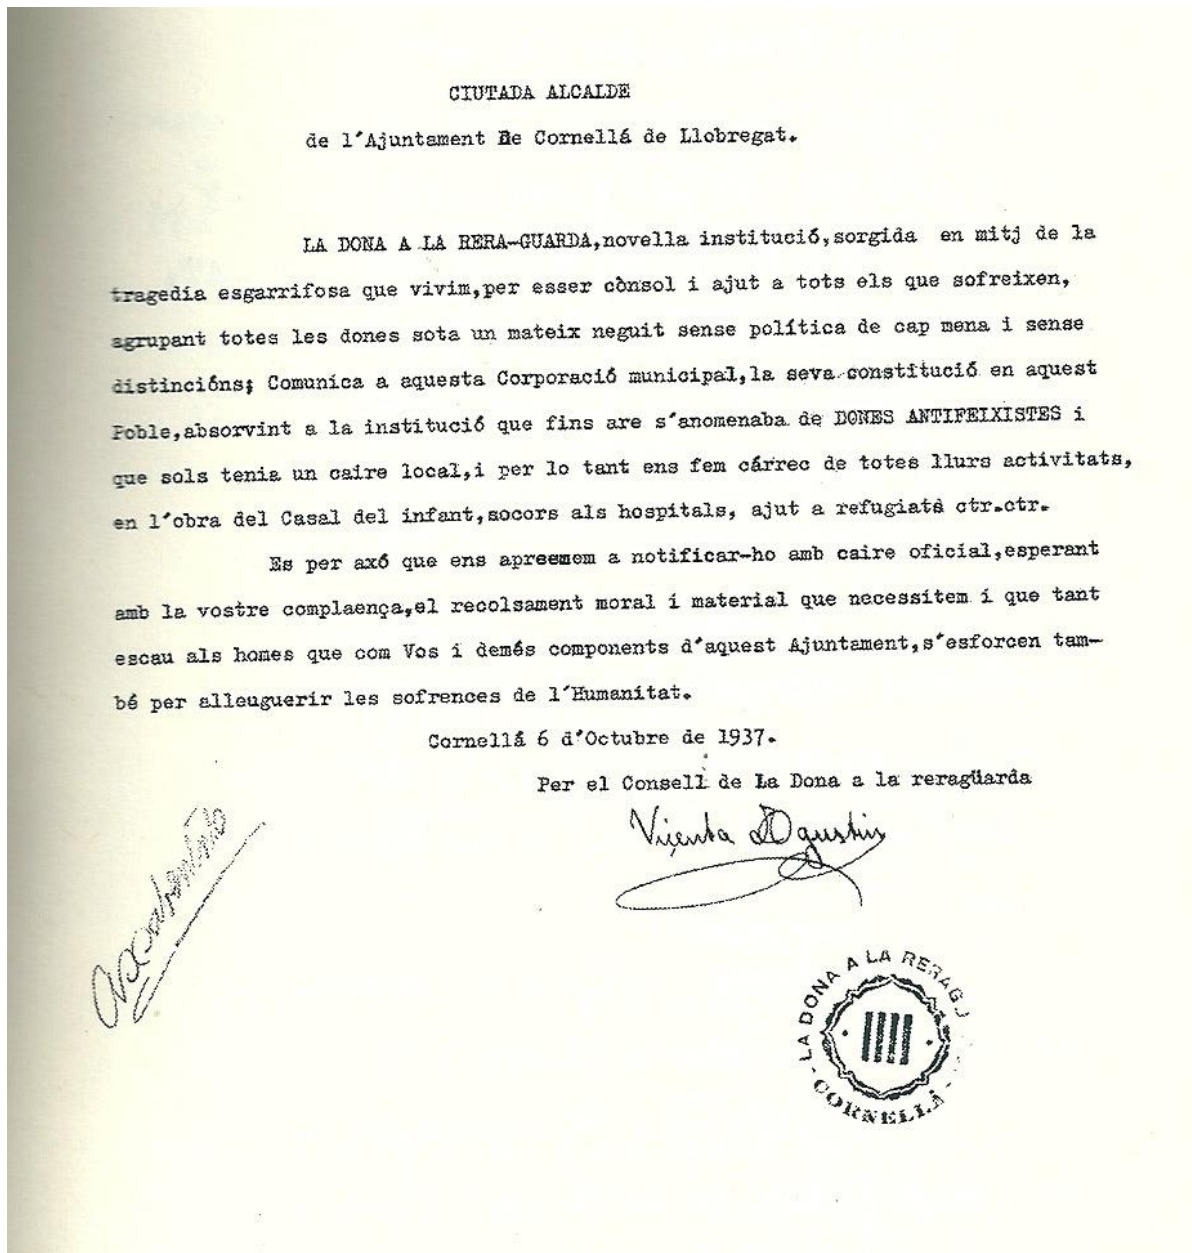 CIUTADA ALCALDE
de l'Ajuntament De Cornellá de Llobregat.
LA DONA A LA RERA-GUARDA,novella institució,sorgida en mitj de la
tragedía esgarrifosa que vivim,per esser cònsol i ajut a tots els que sofreixen,
agrupant totes les dones sota un mateix neguit sense política de cap mena i sense
distincións; Comunica a aquesta Corporació municipal,la seva constitució en aquest
Poble,absorvint a la institució que fins are s'anomenaba de DONES ANTIFEIXISTES i
que sols tenia un caire local,i per lo tant ens fem cárrec de totes llurs activitats,
en l'obra del Casal del infant,socors als hospitals, ajut a refugiats ctr.ctr.
Es per axó que ens apreemem a notificar-ho amb caire oficial,esperant
amb la vostre complaença,el recolsament moral i material que necessitem i que tant
escau als homes que com Vos i demés components d'aquest Ajuntament,s'esforcen tam-
bé per alleuguerir les sofrences de l'Humanitat.
Cornellá 6 d'Octubre de 1937.
Per el Consell de La Dona a la reragüarda
Viçenta Agustin
LA DONA A LA RERAG
CORNELLÀ